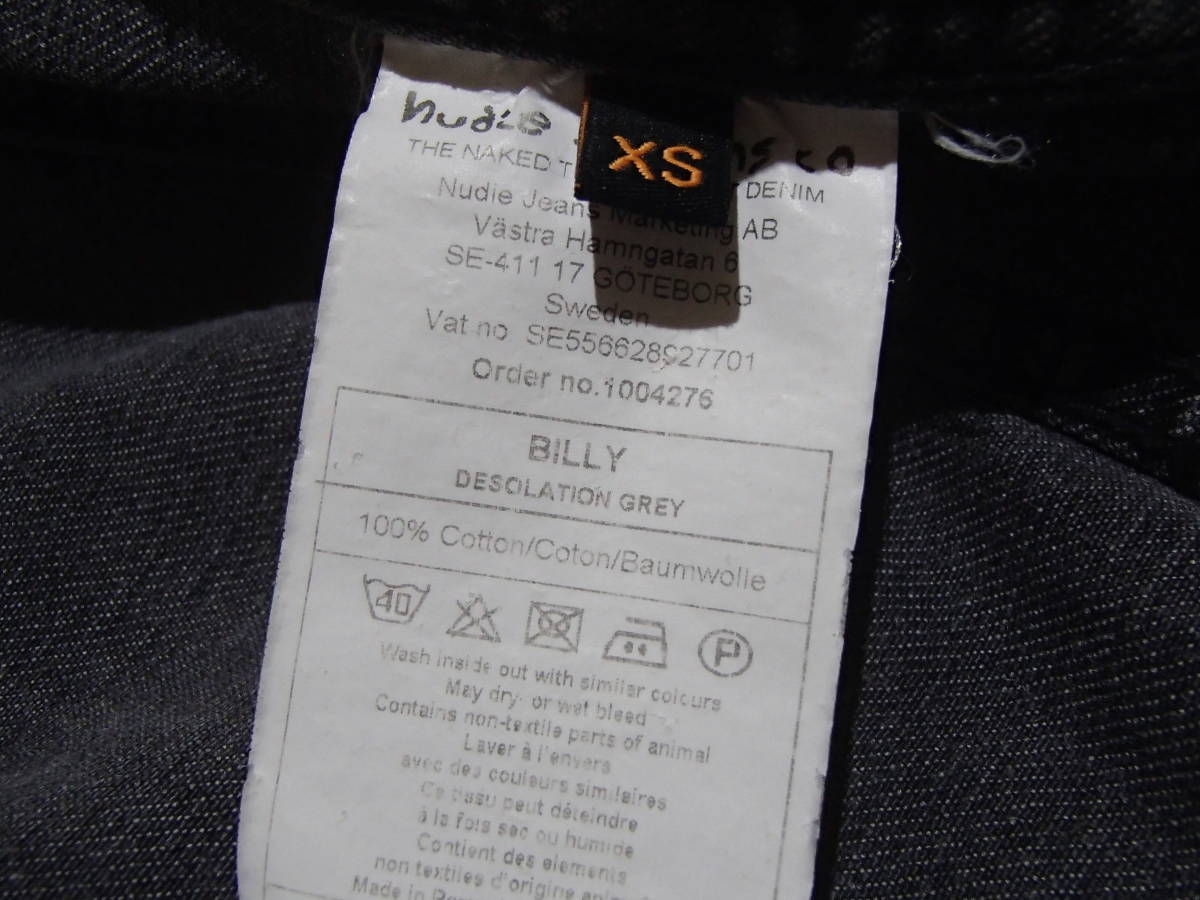 nudie
XS
co
THE NAKED DENIM
Nudie Jeans Marketing AB
Västra Hamngatan 6
SE-411 17 GÖTEBORG
Sweden
Vat no SE556628927701
Order no.1004276
BILLY
DESOLATION GREY
100% Cotton/Coton/Baumwolle
40
P
Wash inside out with similar colours
May dry- or wet bleed
Contains non-textile parts of animal
Laver à l'envers
avec des couleurs similaires
Ce tissu peut déteindre
à la fois sec ou humide
Contient des elements
non textiles d'origine
Made in